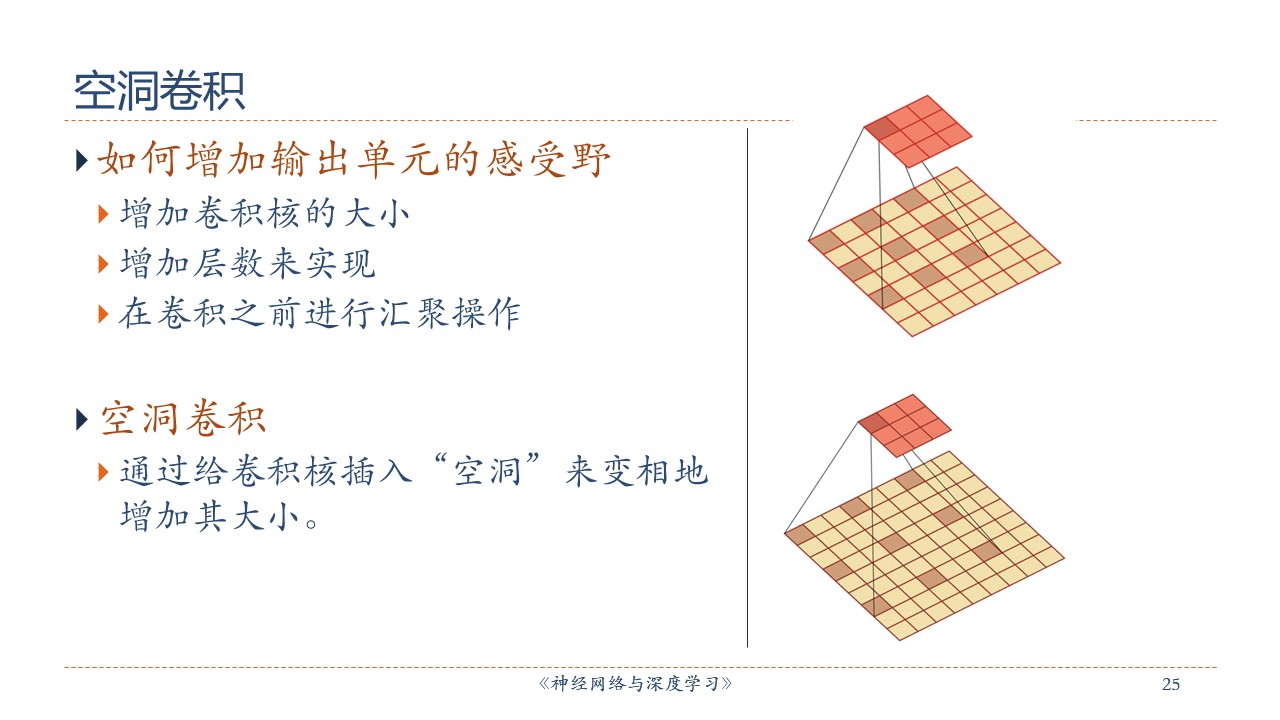 空洞卷积
如何增加输出单元的感受野
增加卷积核的大小
增加层数来实现
在卷积之前进行汇聚操作
空洞卷积
通过给卷积核插入“空洞”来变相地
增加其大小。
《神经网络与深度学习》
25